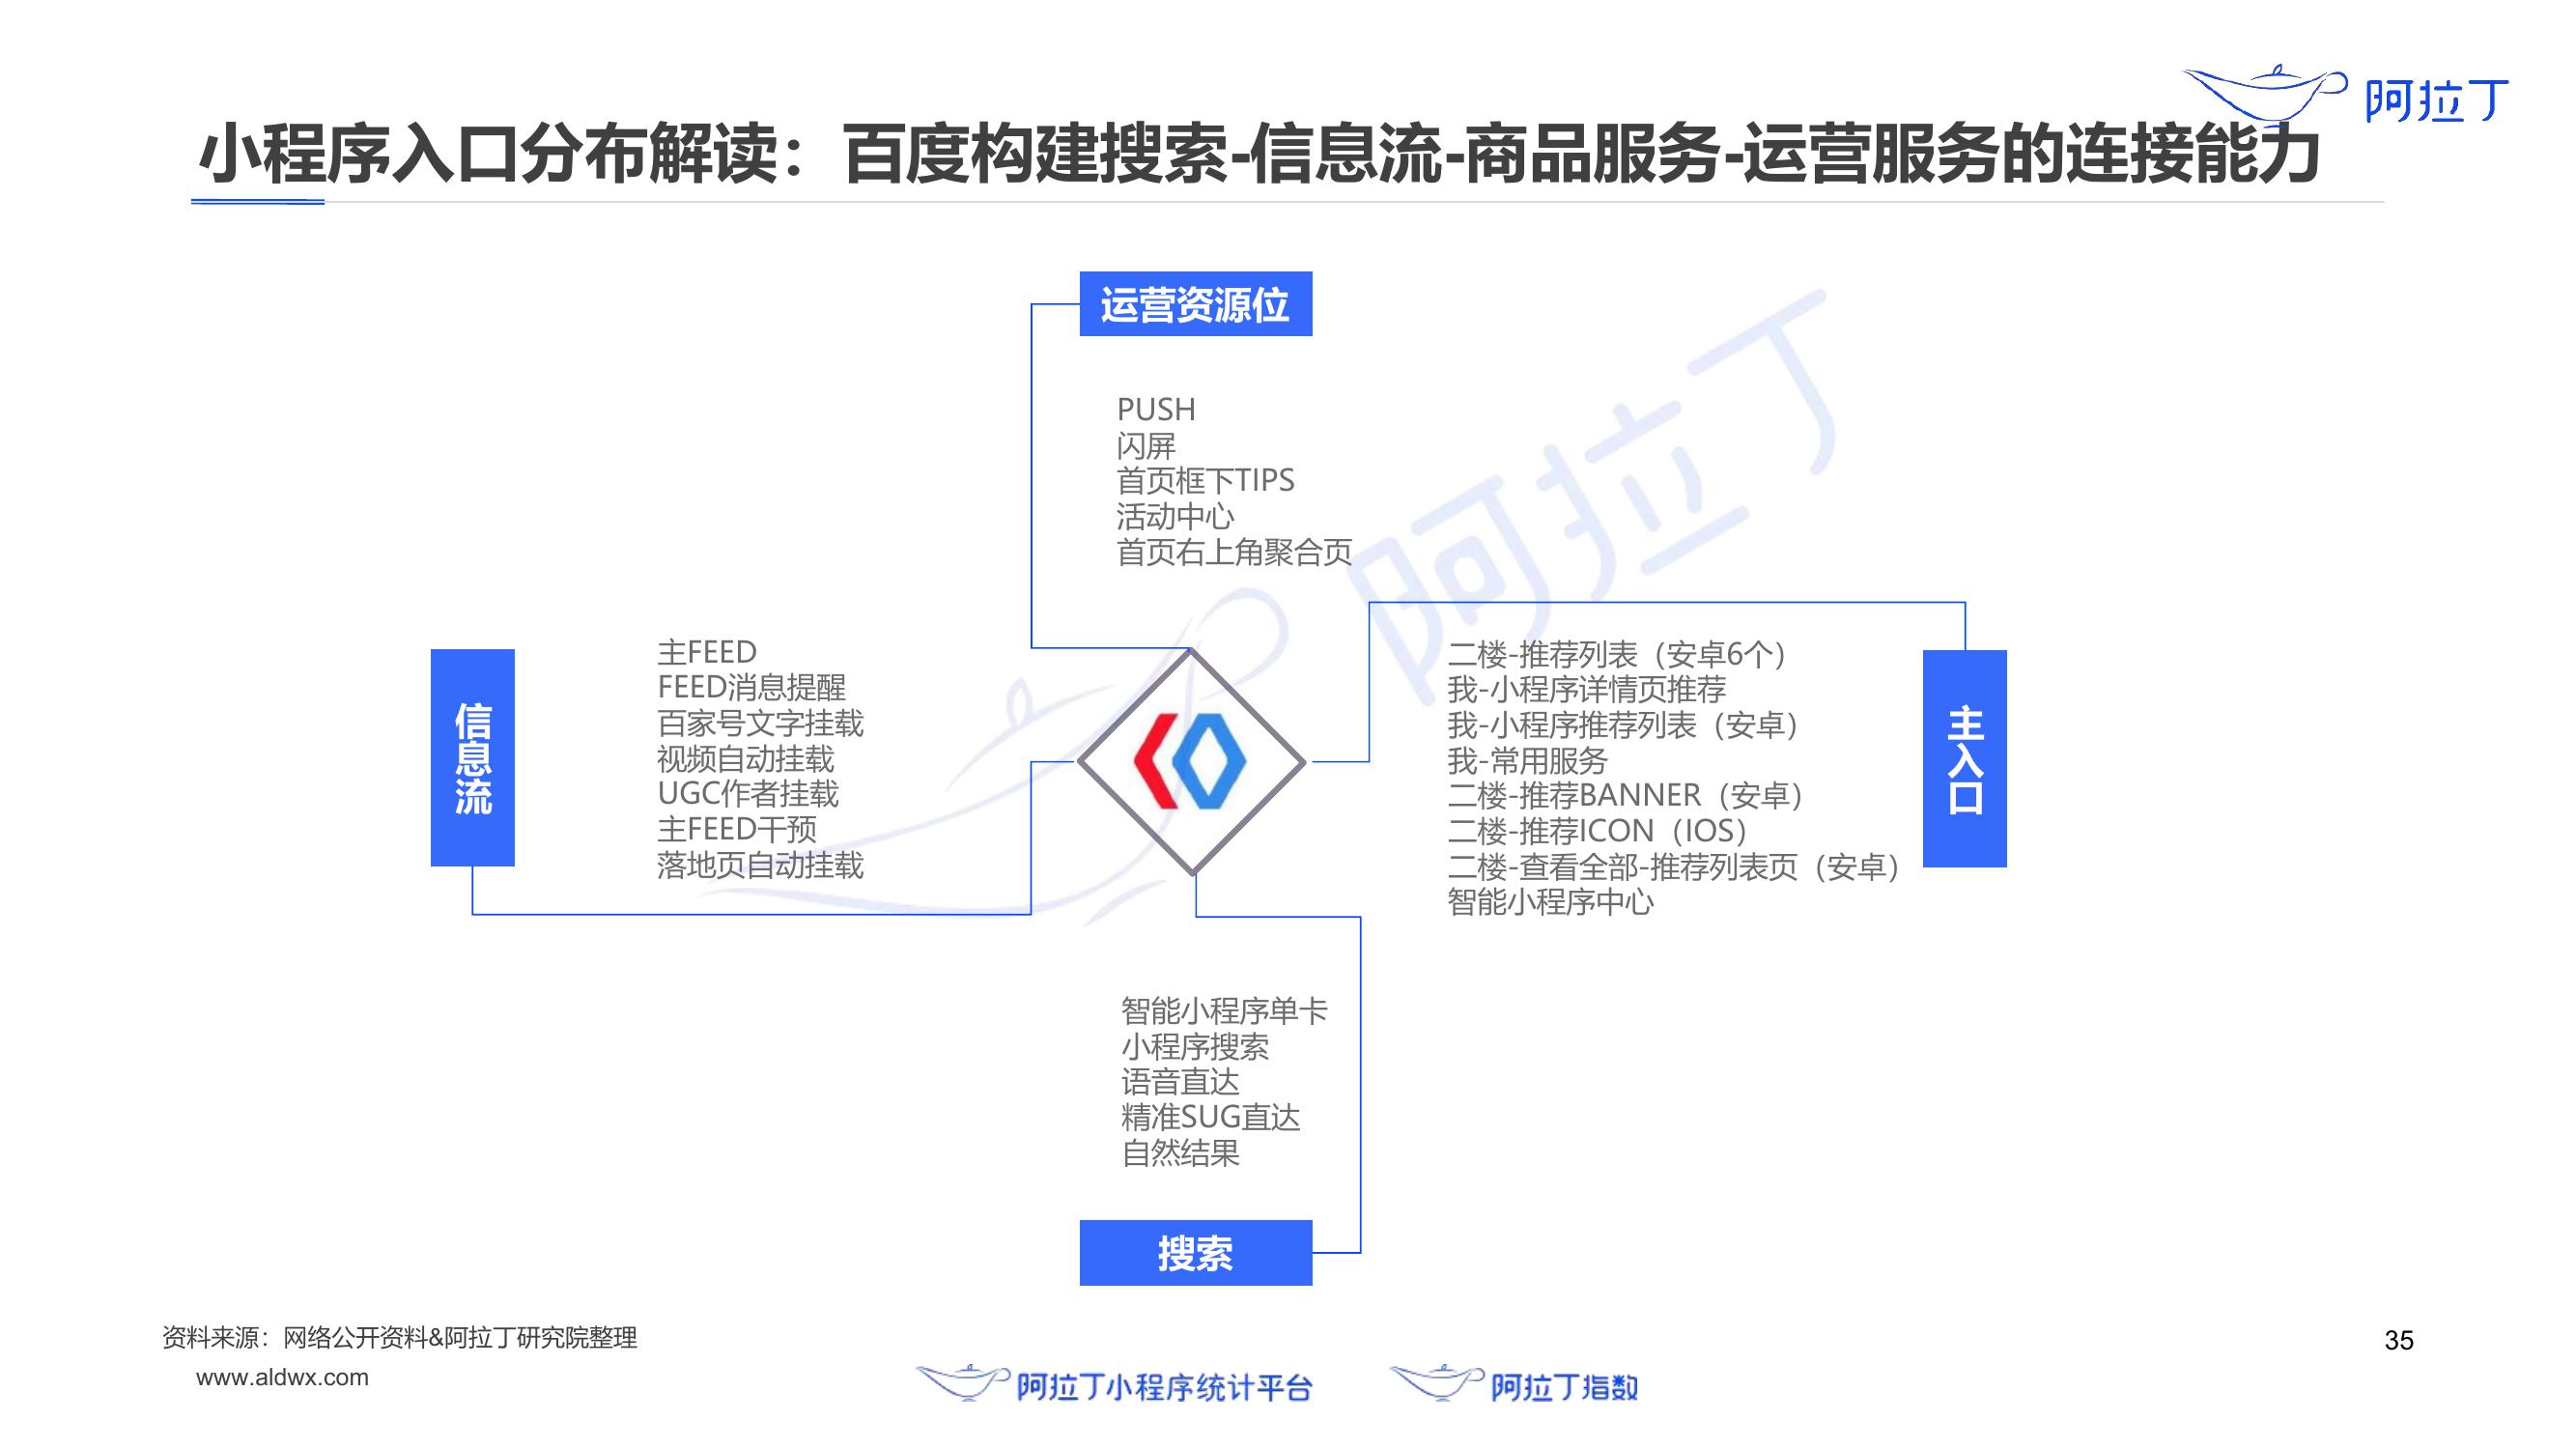 阿拉丁
小程序入口分布解读：百度构建搜索-信息流-商品服务-运营服务的连接能力
运营资源位
PUSH
闪屏
首页框下TIPS
活动中心
首页右上角聚合页
信息流
主FEED
FEED消息提醒
百家号文字挂载
视频自动挂载
UGC作者挂载
主FEED干预
落地页自动挂载
二楼-推荐列表（安卓6个）
我-小程序详情页推荐
我-小程序推荐列表（安卓）
我-常用服务
二楼-推荐BANNER（安卓）
二楼-推荐ICON（IOS）
二楼-查看全部-推荐列表页（安卓）
智能小程序中心
主入口
智能小程序单卡
小程序搜索
语音直达
精准SUG直达
自然结果
搜索
阿拉丁
资料来源：网络公开资料&阿拉丁研究院整理
www.aldwx.com
阿拉丁小程序统计平台
阿拉丁指数
35